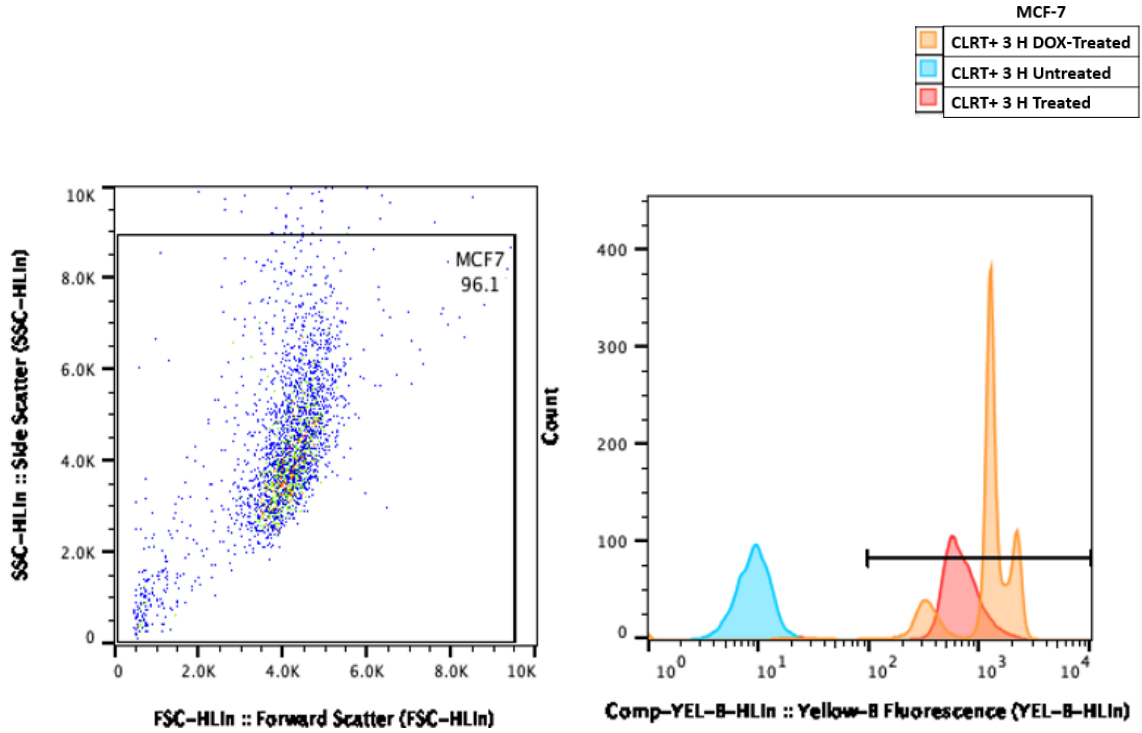 MCF-7
CLRT+ 3 H DOX-Treated
CLRT+ 3 H Untreated
CLRT+ 3 H Treated
10K
8.0K
6.0K
4.0K
2.0K
0
SSC-HLin :: Side Scatter (SSC-HLin)
MCF7
96.1
0
2.0K
4.0K
6.0K
8.0K
10K
FSC-HLin :: Forward Scatter (FSC-HLin)
Count
400
300
200
100
0
10^0
10^1
10^2
10^3
10^4
Comp-YEL-B-HLin :: Yellow-B Fluorescence (YEL-B-HLin)